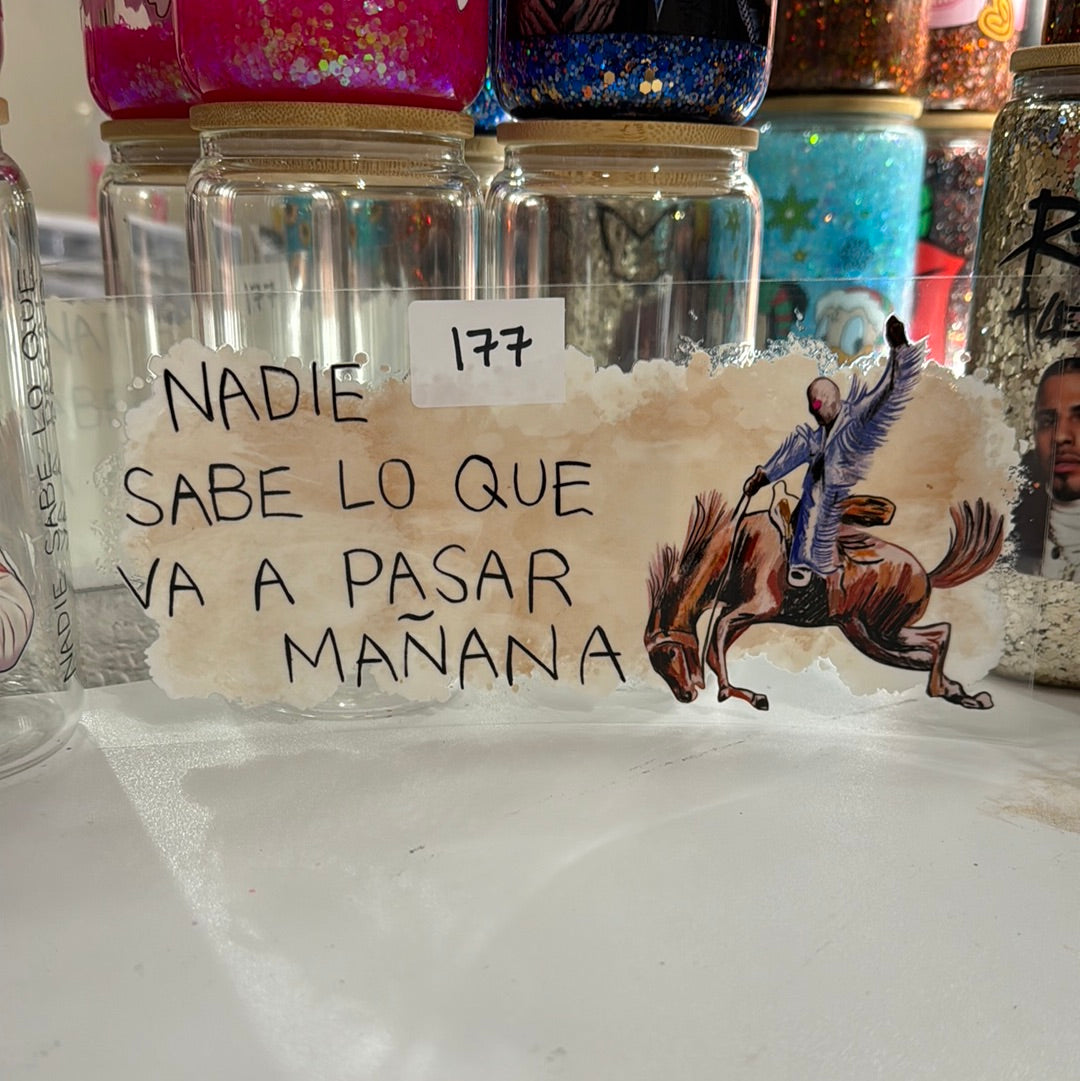 177
NADIE
SABE LO QUE
VA A PASAR
MAÑANA
NADIE SABE LO QUE